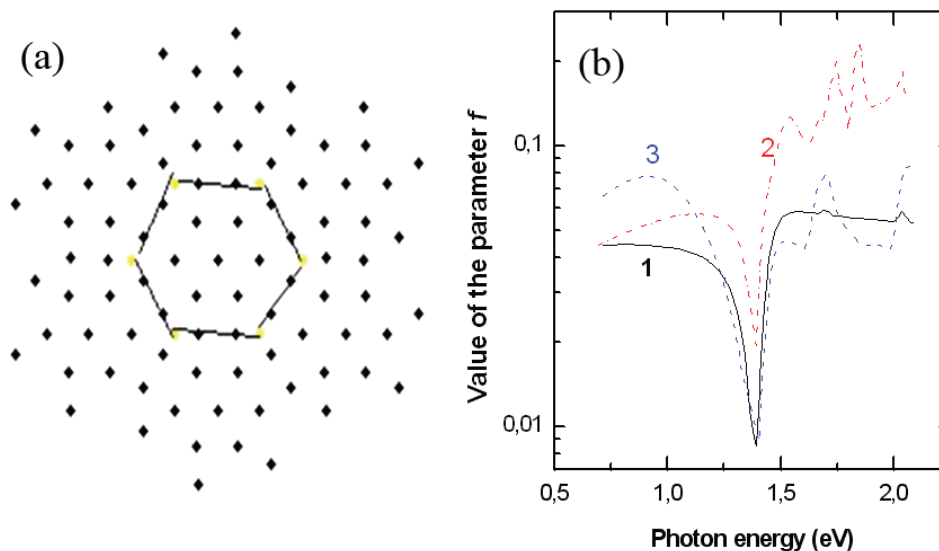 (a)
(b)
Value of the parameter f
0,1
0,01
3
2
1
0,5
1,0
1,5
2,0
Photon energy (eV)